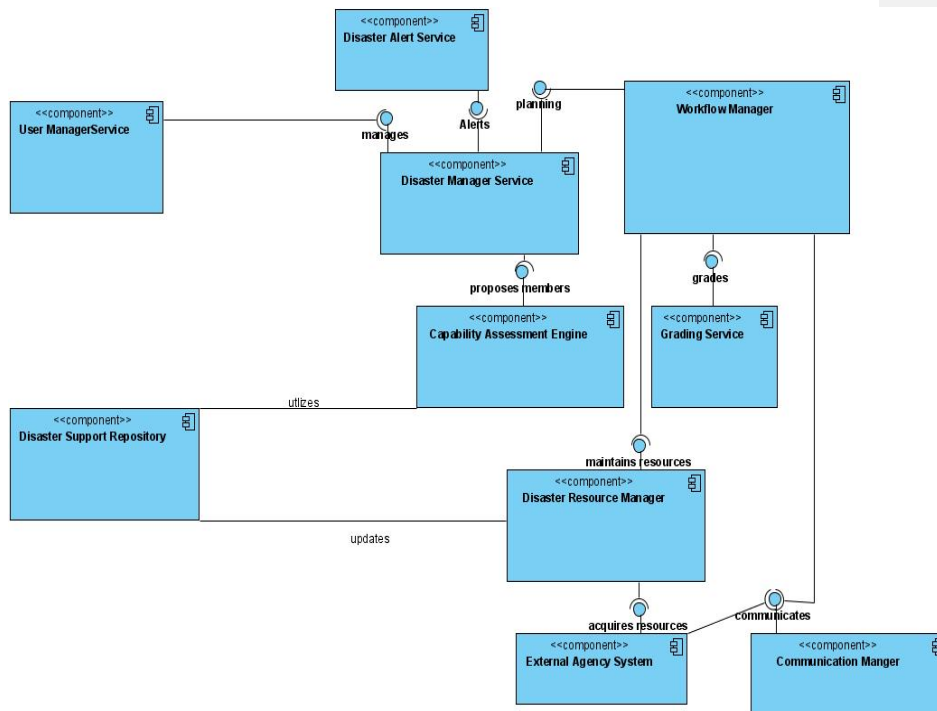 <<component>>
Disaster Alert Service
<<component>>
User ManagerService
manages
Alerts
planning
<<component>>
Workflow Manager
<<component>>
Disaster Manager Service
proposes members
grades
<<component>>
Capability Assessment Engine
<<component>>
Grading Service
utlizes
<<component>>
Disaster Support Repository
maintains resources
<<component>>
Disaster Resource Manager
updates
acquires resources
communicates
<<component>>
External Agency System
<<component>>
Communication Manger